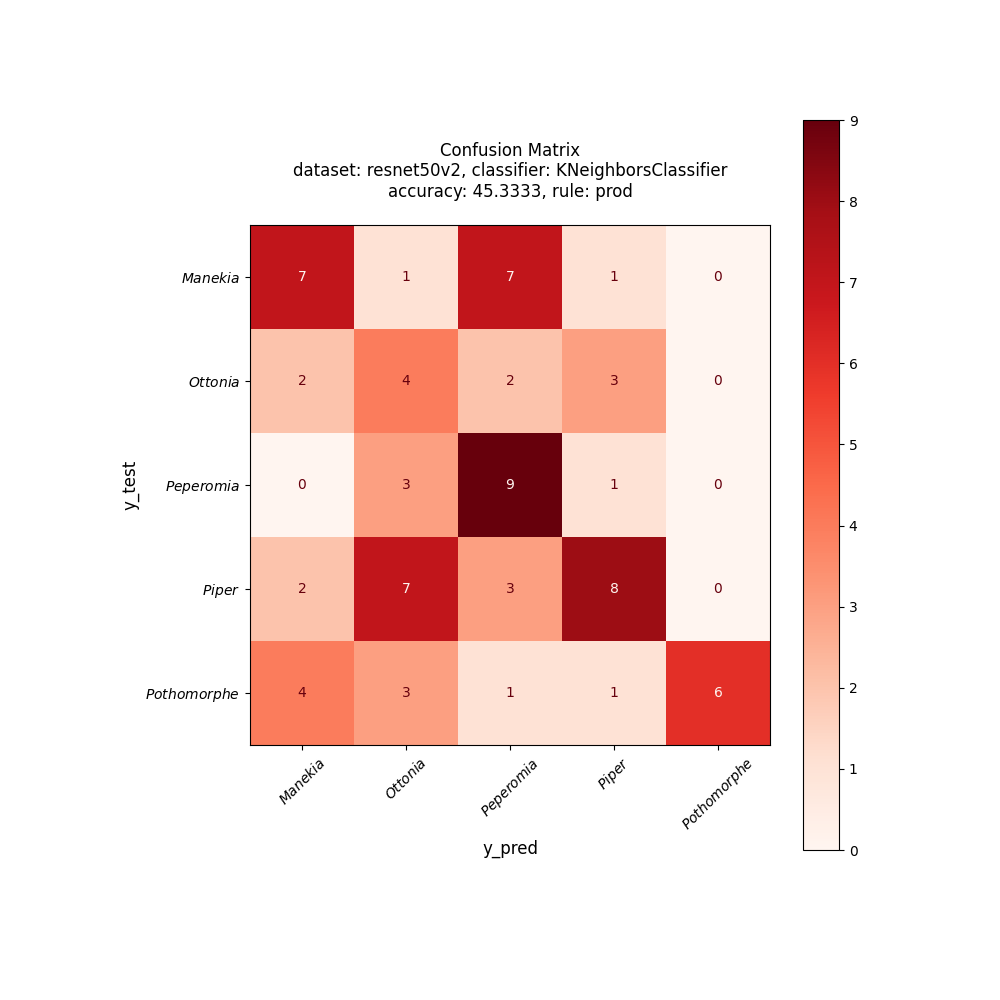 Confusion Matrix
dataset: resnet50v2, classifier: KNeighborsClassifier
accuracy: 45.3333, rule: prod
y_test
Manekia 7 1 7 1 0
Ottonia 2 4 2 3 0
Peperomia 0 3 9 1 0
Piper 2 7 3 8 0
Pothomorphe 4 3 1 1 6
Manekia Ottonia Peperomia Piper Pothomorphe
y_pred
9
8
7
6
5
4
3
2
1
0